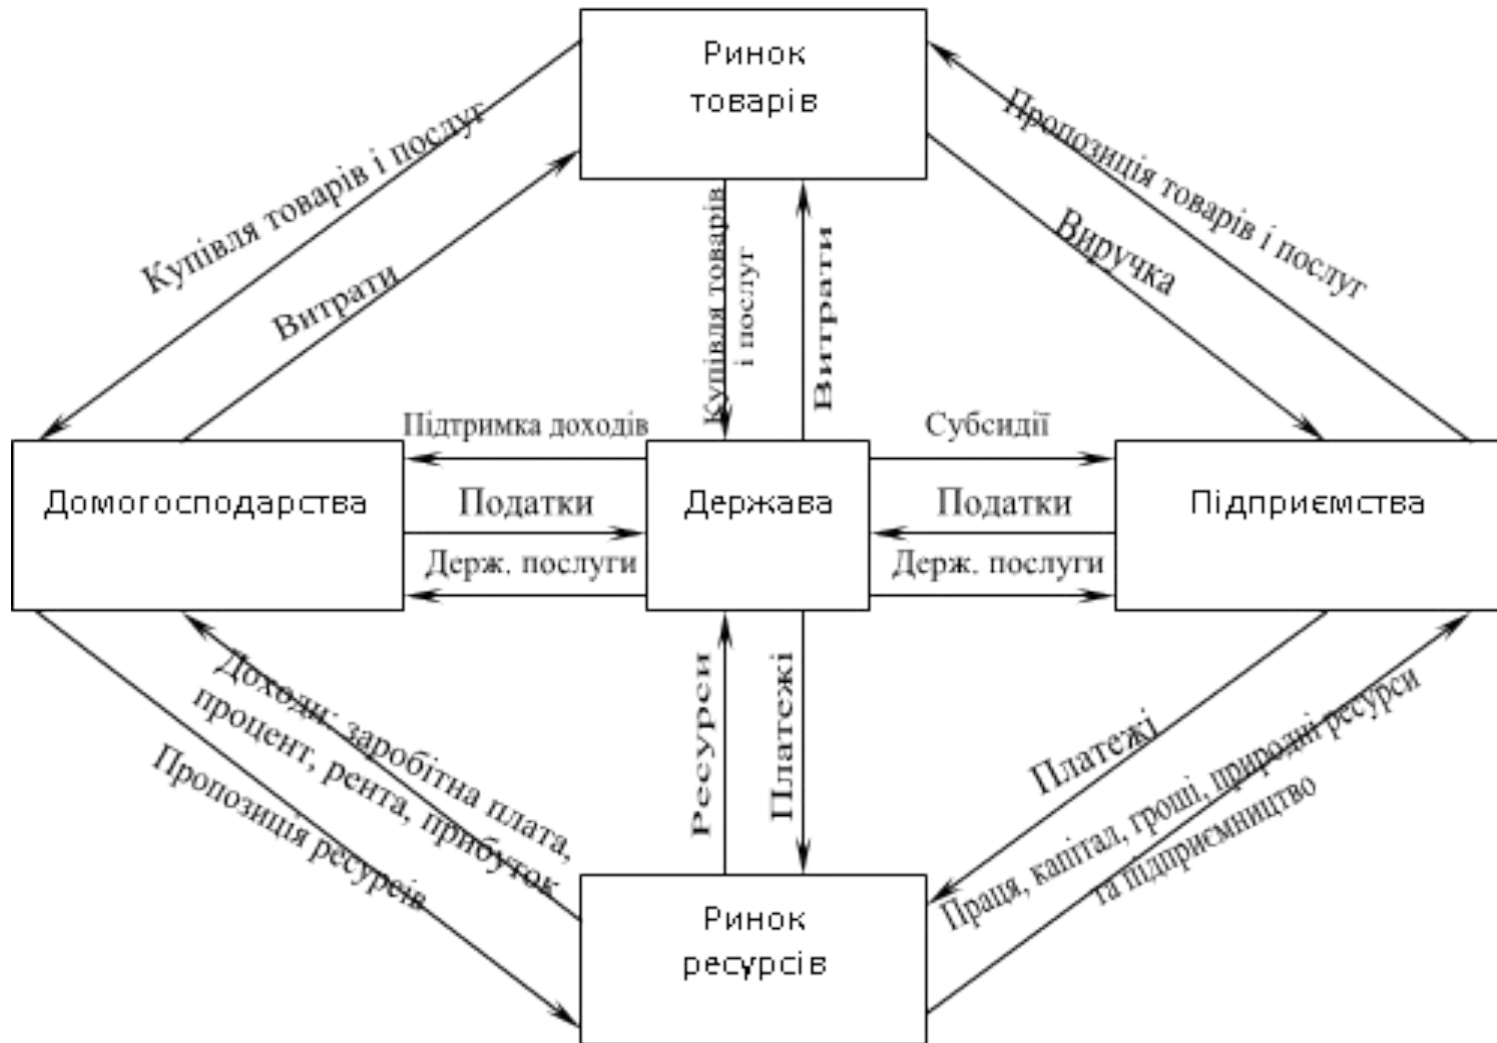 Ринок
товарів
Купівля товарів і послуг
Витрати
Купівля товарів
і послуг
Витрати
Пропозиція товарів і послуг
Виручка
Підтримка доходів
Субсидії
Домогосподарства
Податки
Держава
Податки
Підприємства
Держ. послуги
Держ. послуги
Доходи: заробітна плата,
процент, рента, прибуток
Пропозиція ресурсів
Ресурси
Платежі
Платежі
Праця, капітал, гроші, природні ресурси
та підприємництво
Ринок
ресурсів